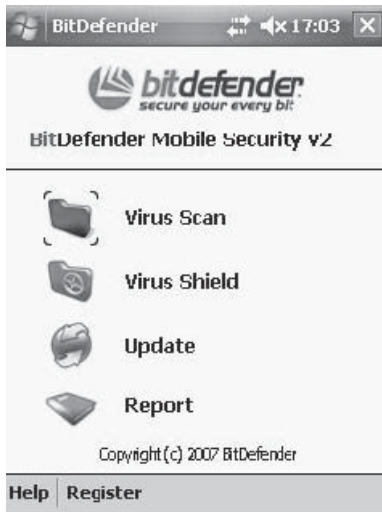 BitDefender 17:03
bitdefender
secure your every bit
BitDefender Mobile Security v2
Virus Scan
Virus Shield
Update
Report
Copyright(c) 2007 BitDefender
Help Register